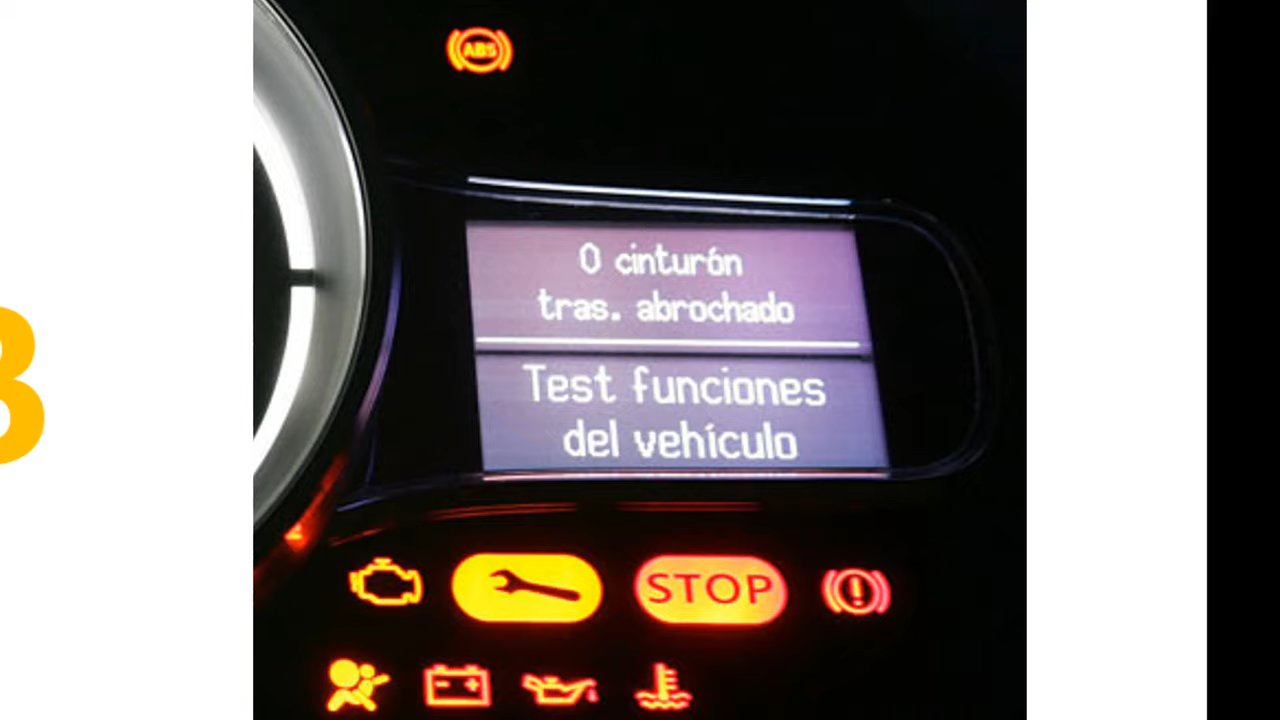 ABS
0 cinturón
tras. abrochado
Test funciones
del vehículo
STOP